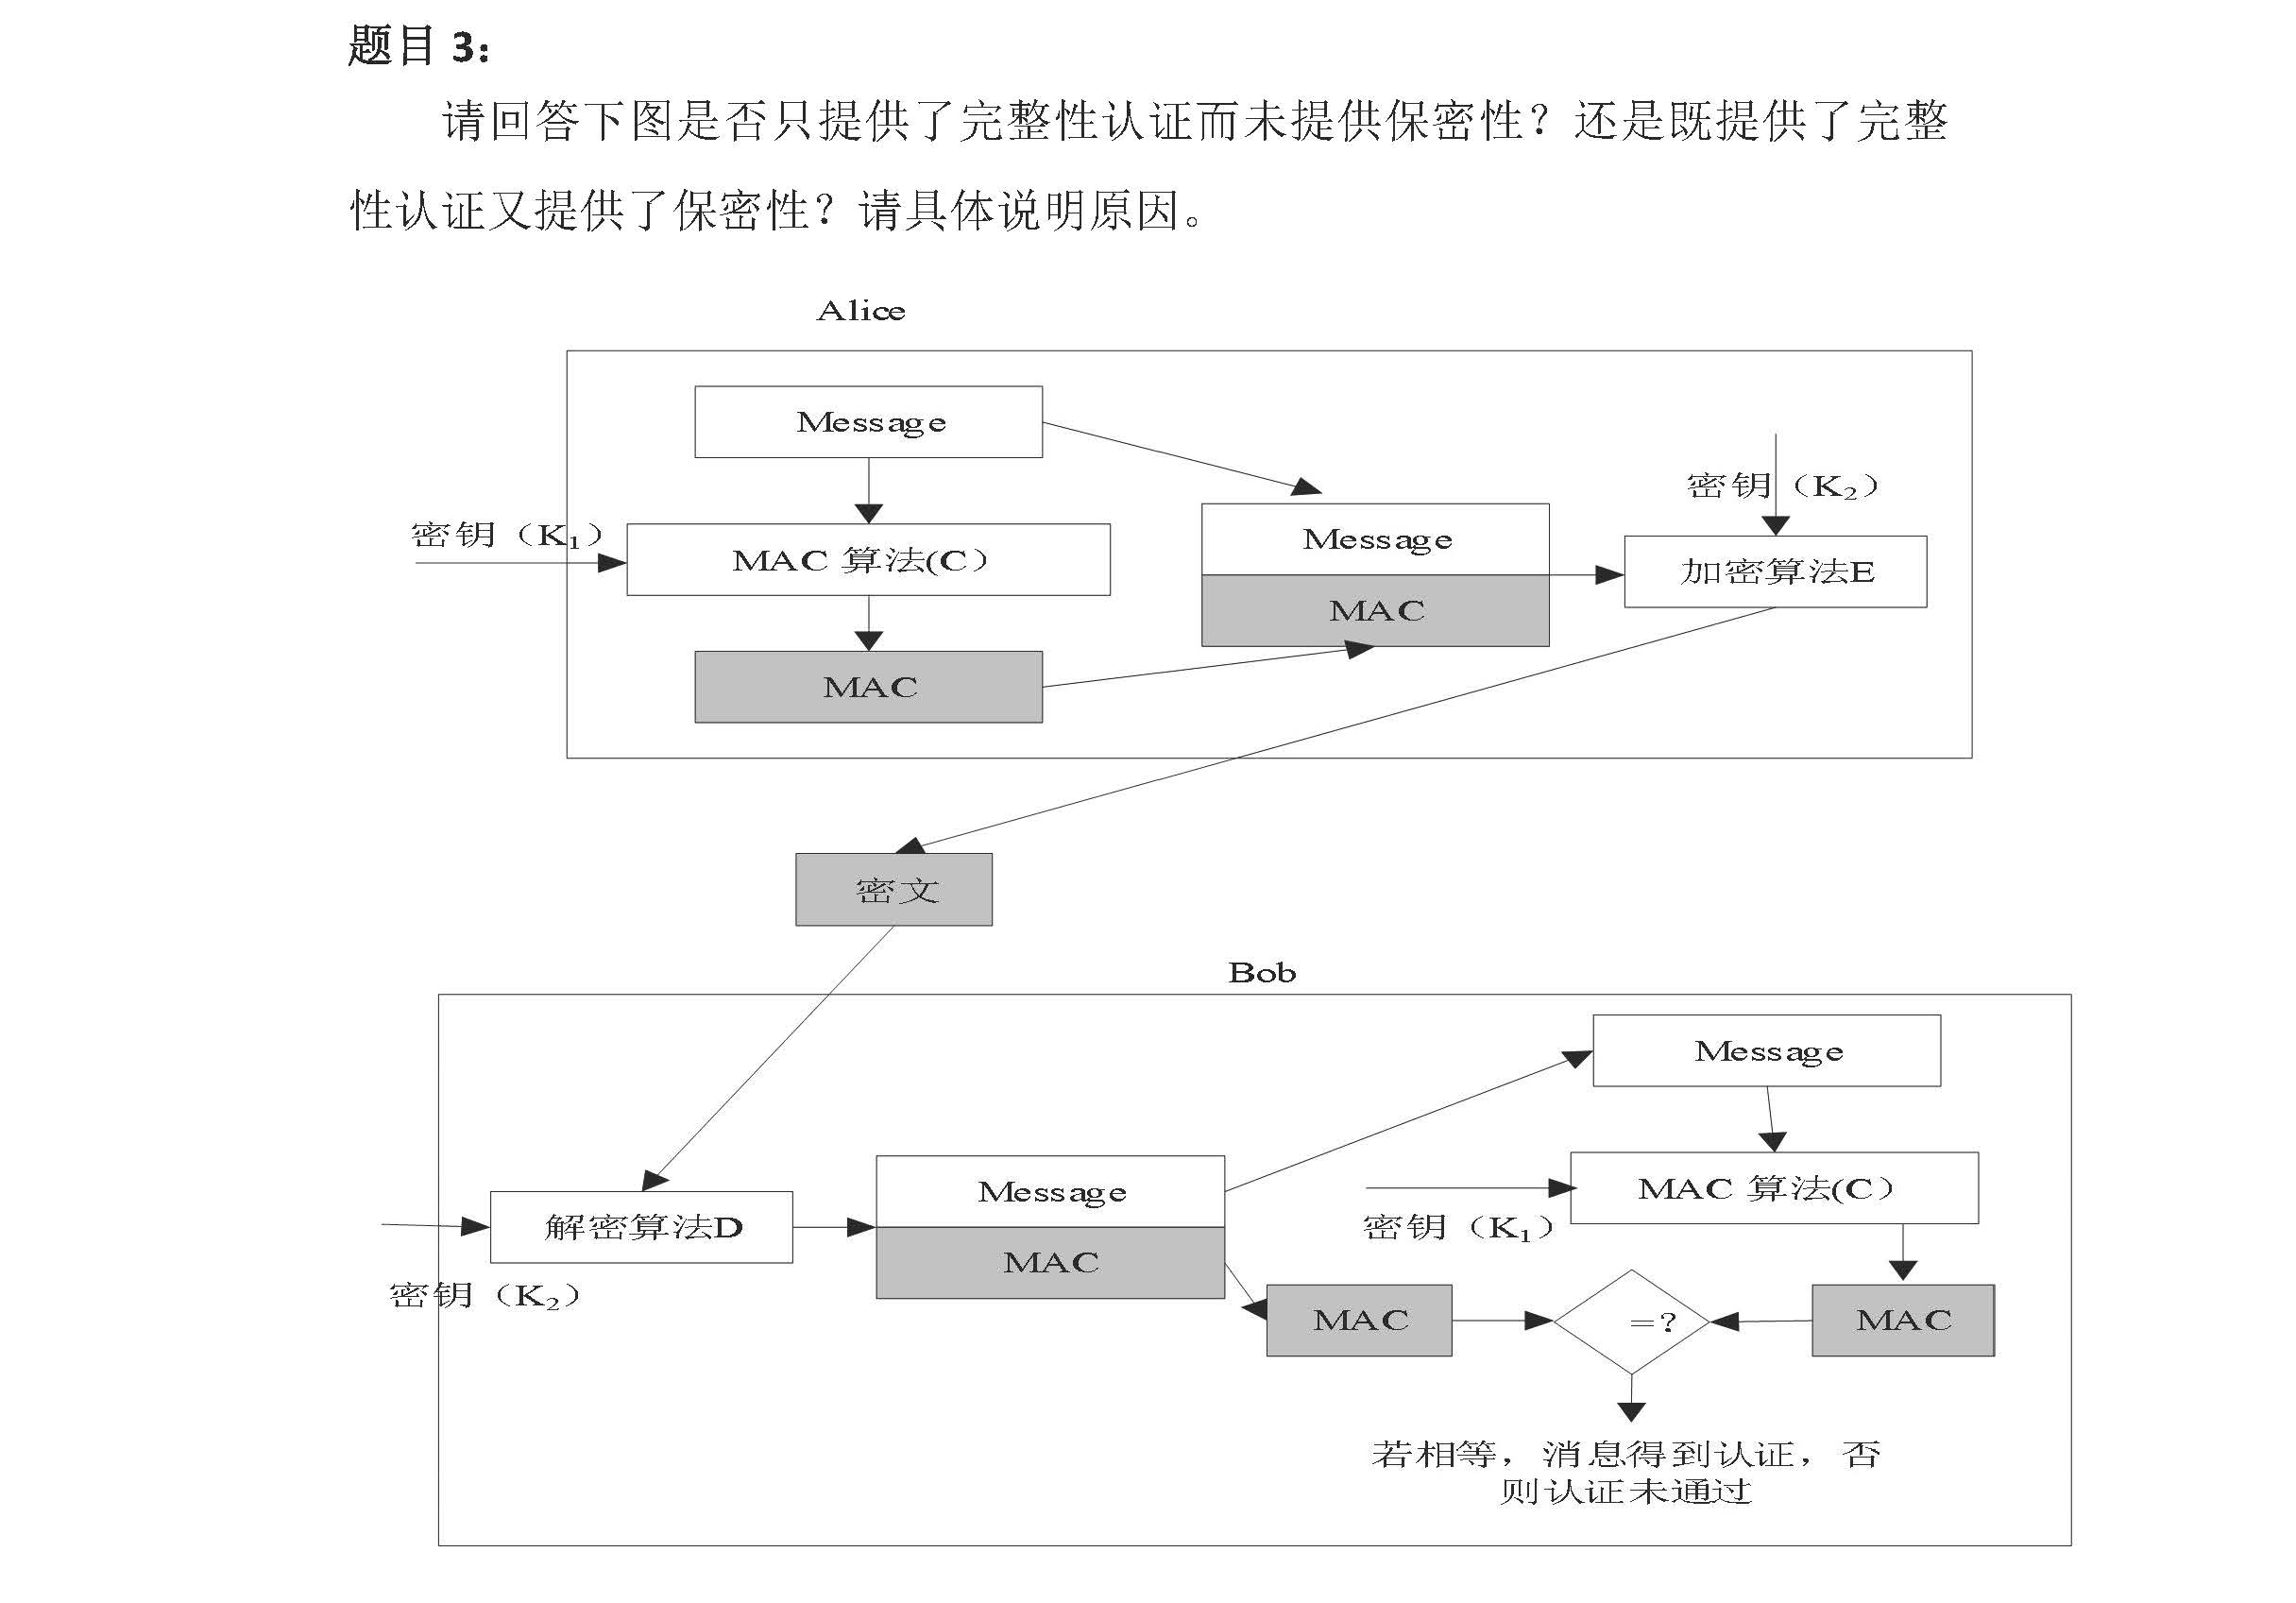 题目 3：
请回答下图是否只提供了完整性认证而未提供保密性？还是既提供了完整
性认证又提供了保密性？请具体说明原因。
Alice
Message
密钥（K₂）
密钥（K₁）
Message
MAC 算法(C）
加密算法E
MAC
MAC
密文
Bob
Message
Message
MAC 算法(C）
解密算法D
密钥（K₁）
MAC
密钥（K₂）
MAC
=?
MAC
若相等，消息得到认证，否
则认证未通过